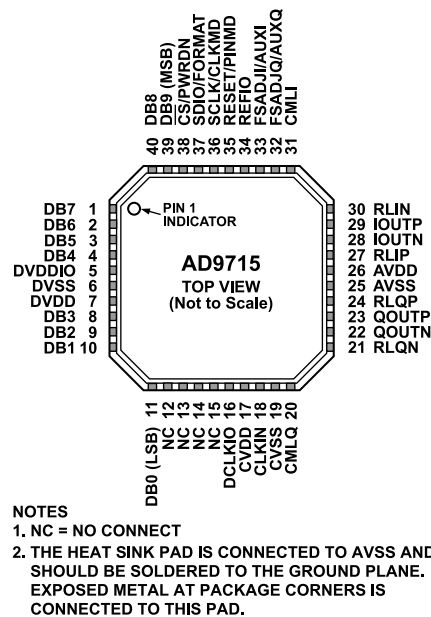 40 DB8
39 DB9 (MSB)
38 CS/PWRDN
37 SDIO/FORMAT
36 SCLK/CLKMD
35 RESET/PINMD
34 REFIO
33 FSADJI/AUXI
32 FSADJQ/AUXQ
31 CMLI
DB7 1
DB6 2
DB5 3
DB4 4
DVDDIO 5
DVSS 6
DVDD 7
DB3 8
DB2 9
DB1 10
PIN 1
INDICATOR
AD9715
TOP VIEW
(Not to Scale)
30 RLIN
29 IOUTP
28 IOUTN
27 RLIP
26 AVDD
25 AVSS
24 RLQP
23 QOUTP
22 QOUTN
21 RLQN
DB0 (LSB) 11
NC 12
NC 13
NC 14
NC 15
DCLKIO 16
CVDD 17
CLKIN 18
CVSS 19
CMLQ 20
NOTES
1. NC = NO CONNECT
2. THE HEAT SINK PAD IS CONNECTED TO AVSS AND
SHOULD BE SOLDERED TO THE GROUND PLANE.
EXPOSED METAL AT PACKAGE CORNERS IS
CONNECTED TO THIS PAD.